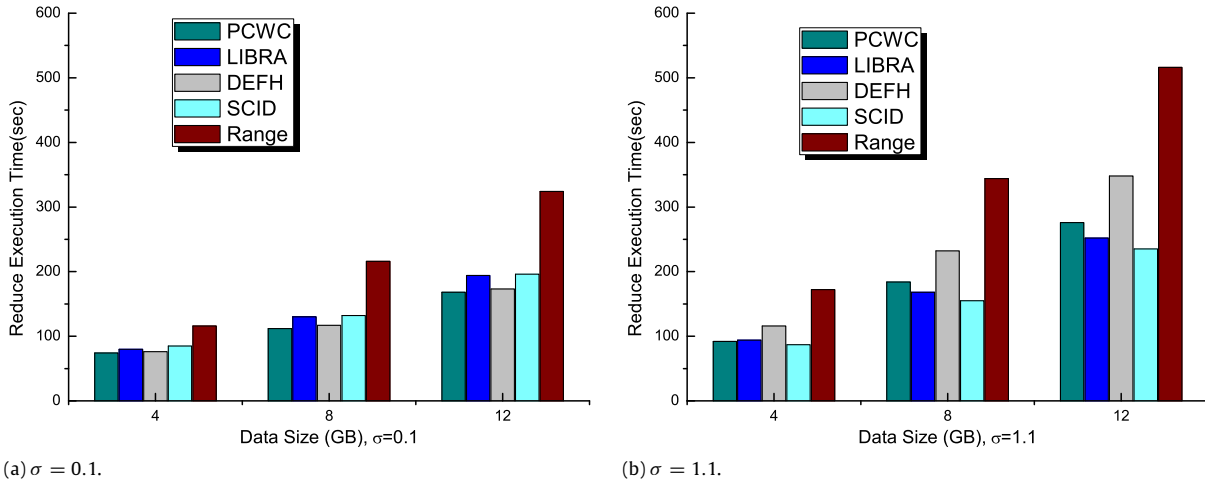 600
500
400
300
200
100
0
Reduce Execution Time(sec)
PCWC
LIBRA
DEFH
SCID
Range
4
8
12
Data Size (GB), σ=0.1
(a) σ = 0.1.
600
500
400
300
200
100
0
Reduce Execution Time(sec)
PCWC
LIBRA
DEFH
SCID
Range
4
8
12
Data Size (GB), σ=1.1
(b) σ = 1.1.